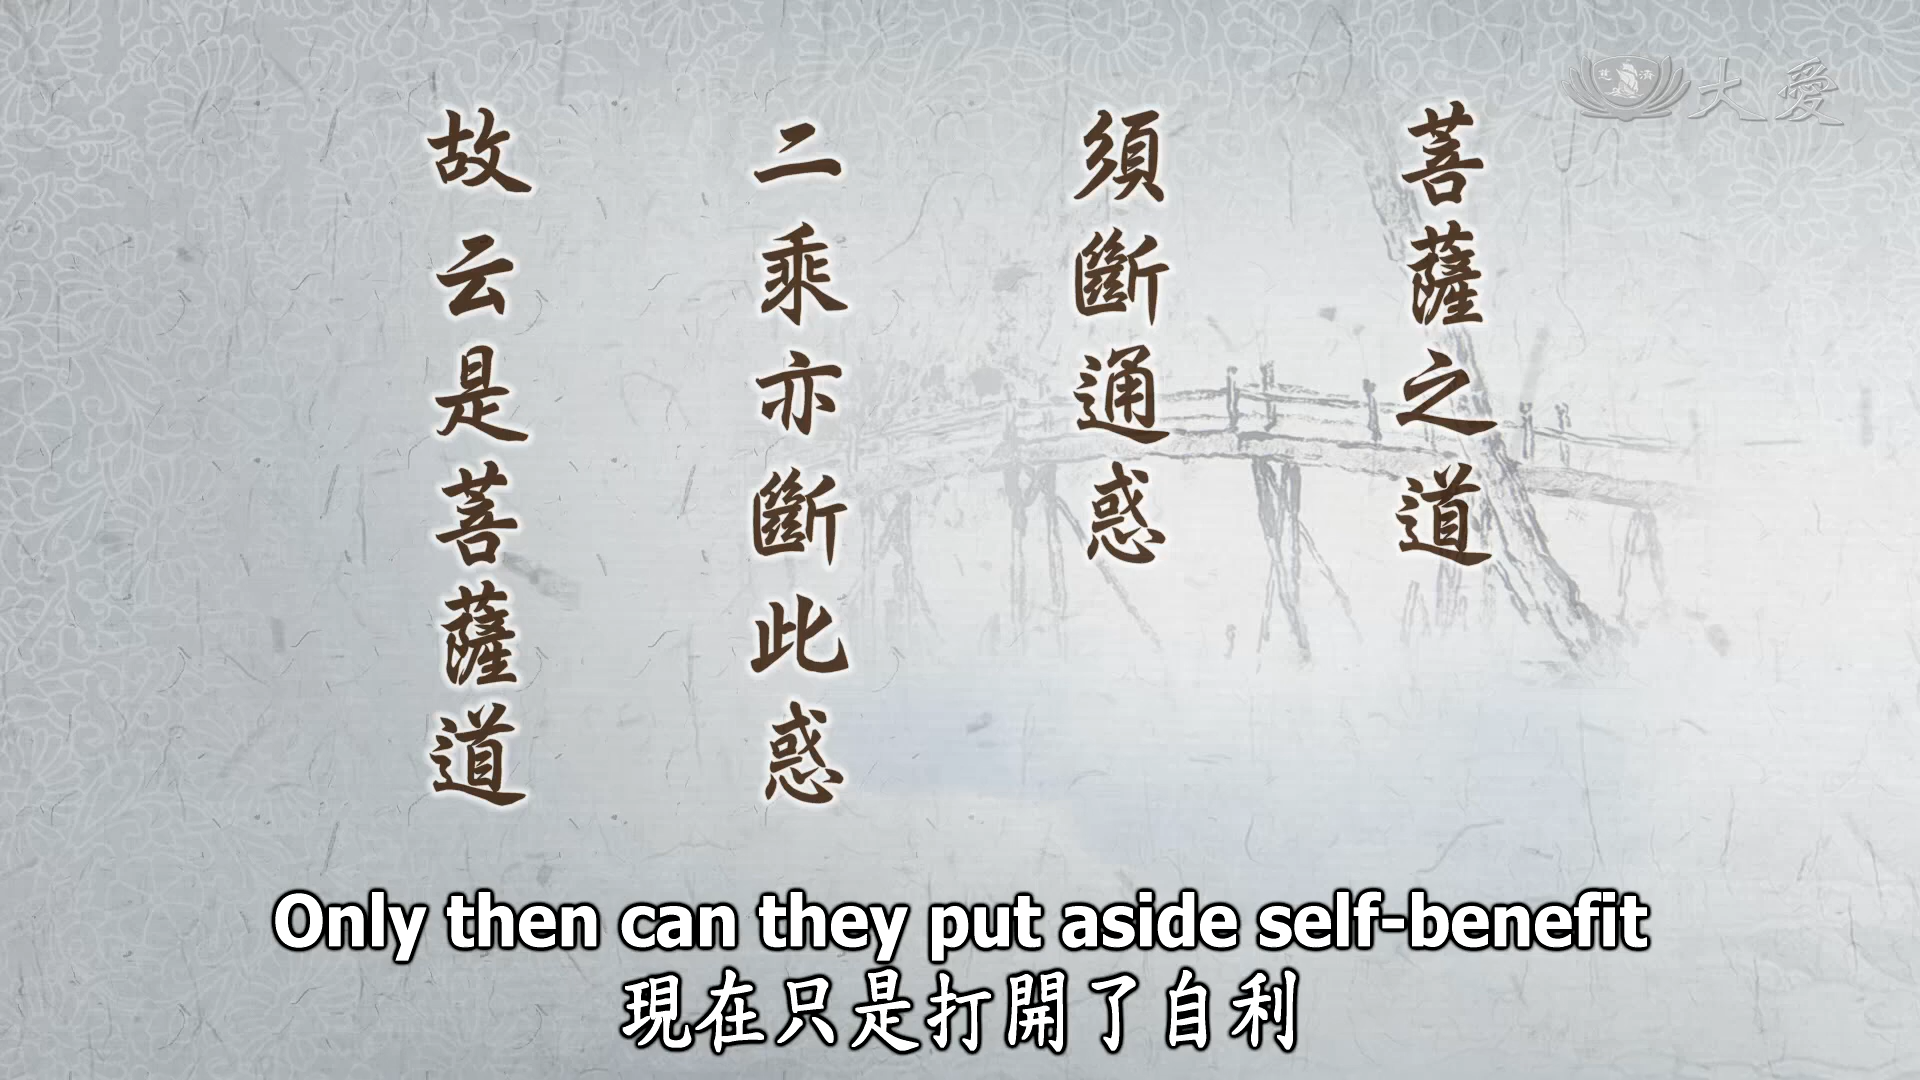 慈濟
大愛
菩薩之道
須斷通惑
二乘亦斷此惑
故云是菩薩道
Only then can they put aside self-benefit
現在只是打開了自利